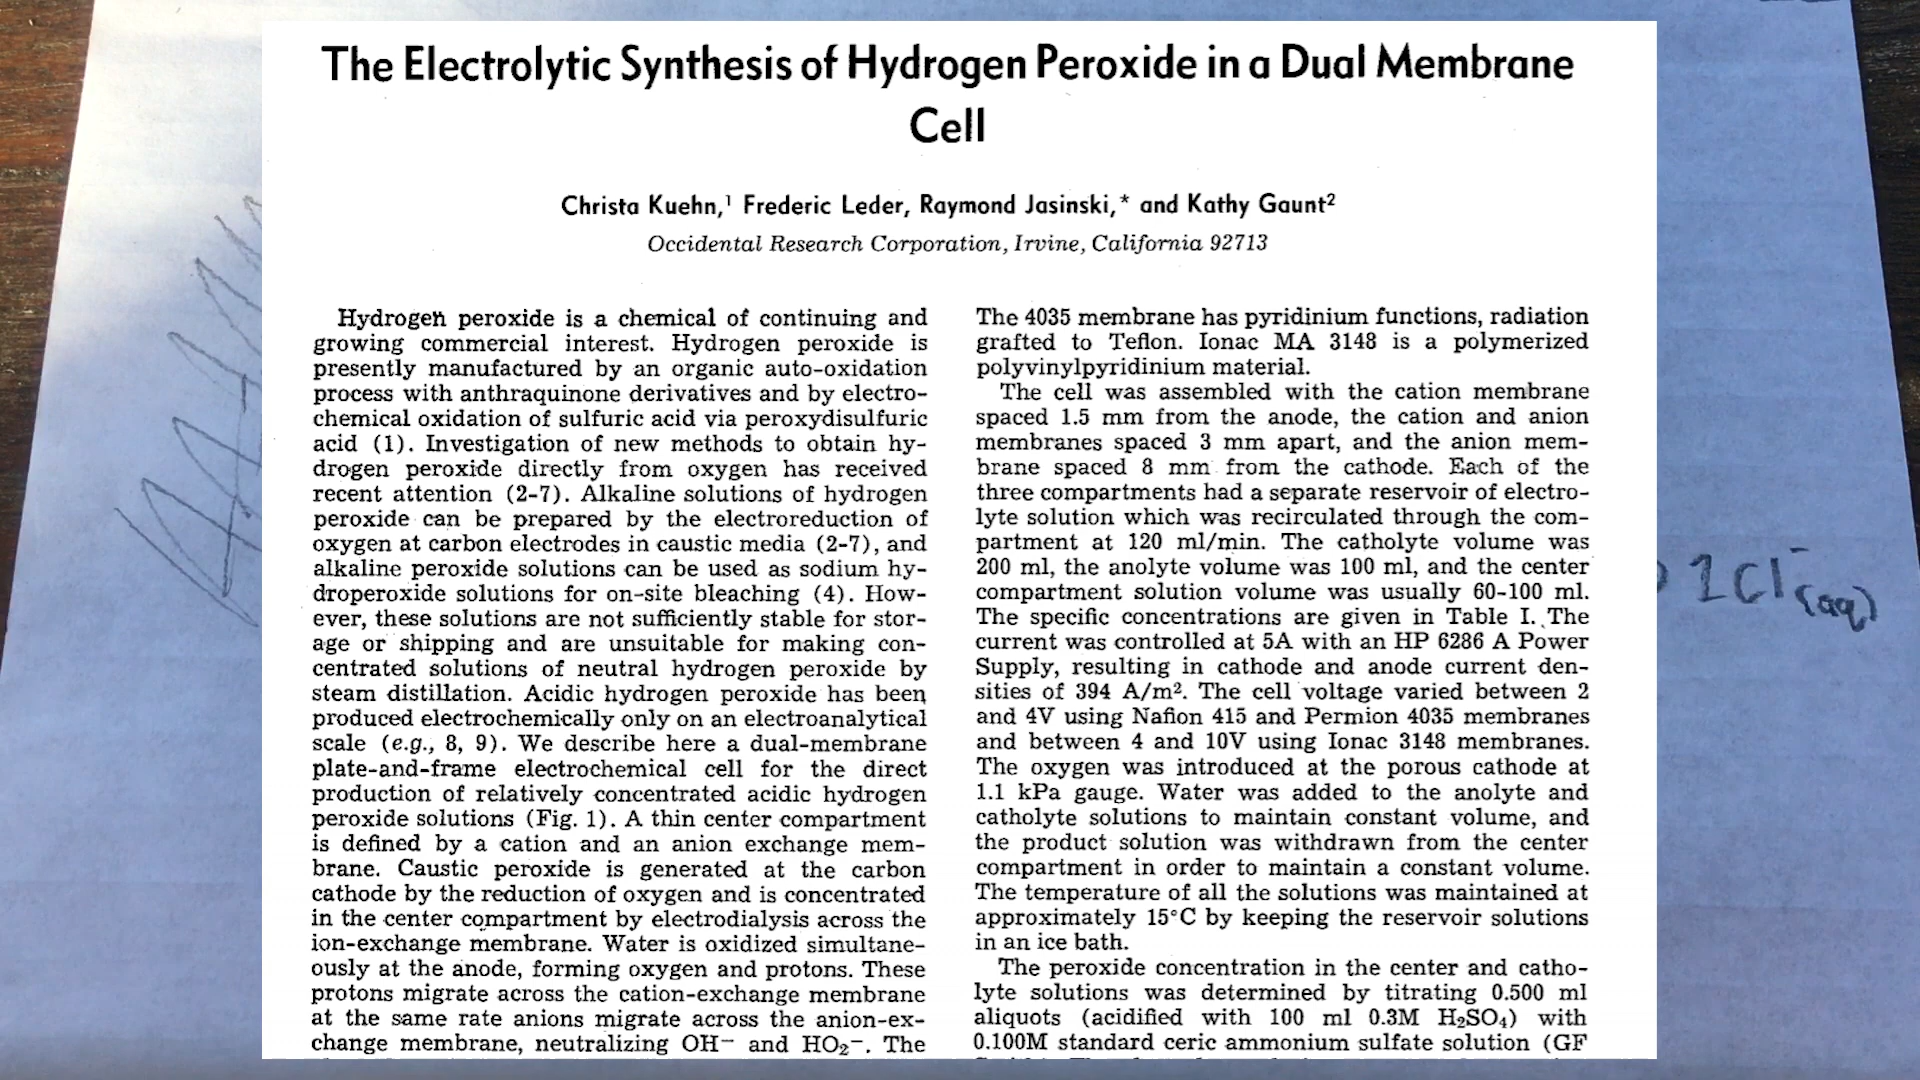 The Electrolytic Synthesis of Hydrogen Peroxide in a Dual Membrane
Cell
Christa Kuehn,¹ Frederic Leder, Raymond Jasinski,* and Kathy Gaunt²
Occidental Research Corporation, Irvine, California 92713
Hydrogen peroxide is a chemical of continuing and
growing commercial interest. Hydrogen peroxide is
presently manufactured by an organic auto-oxidation
process with anthraquinone derivatives and by electro-
chemical oxidation of sulfuric acid via peroxydisulfuric
acid (1). Investigation of new methods to obtain hy-
drogen peroxide directly from oxygen has received
recent attention (2-7). Alkaline solutions of hydrogen
peroxide can be prepared by the electroreduction of
oxygen at carbon electrodes in caustic media (2-7), and
alkaline peroxide solutions can be used as sodium hy-
droperoxide solutions for on-site bleaching (4). How-
ever, these solutions are not sufficiently stable for stor-
age or shipping and are unsuitable for making con-
centrated solutions of neutral hydrogen peroxide by
steam distillation. Acidic hydrogen peroxide has been
produced electrochemically only on an electroanalytical
scale (e.g., 8, 9). We describe here a dual-membrane
plate-and-frame electrochemical cell for the direct
production of relatively concentrated acidic hydrogen
peroxide solutions (Fig. 1). A thin center compartment
is defined by a cation and an anion exchange mem-
brane. Caustic peroxide is generated at the carbon
cathode by the reduction of oxygen and is concentrated
in the center compartment by electrodialysis across the
ion-exchange membrane. Water is oxidized simultane-
ously at the anode, forming oxygen and protons. These
protons migrate across the cation-exchange membrane
at the same rate anions migrate across the anion-ex-
change membrane, neutralizing OH⁻ and HO₂⁻. The
The 4035 membrane has pyridinium functions, radiation
grafted to Teflon. Ionac MA 3148 is a polymerized
polyvinylpyridinium material.
The cell was assembled with the cation membrane
spaced 1.5 mm from the anode, the cation and anion
membranes spaced 3 mm apart, and the anion mem-
brane spaced 8 mm from the cathode. Each of the
three compartments had a separate reservoir of electro-
lyte solution which was recirculated through the com-
partment at 120 ml/min. The catholyte volume was
200 ml, the anolyte volume was 100 ml, and the center
compartment solution volume was usually 60-100 ml.
The specific concentrations are given in Table I. The
current was controlled at 5A with an HP 6286 A Power
Supply, resulting in cathode and anode current den-
sities of 394 A/m². The cell voltage varied between 2
and 4V using Nafion 415 and Permion 4035 membranes
and between 4 and 10V using Ionac 3148 membranes.
The oxygen was introduced at the porous cathode at
1.1 kPa gauge. Water was added to the anolyte and
catholyte solutions to maintain constant volume, and
the product solution was withdrawn from the center
compartment in order to maintain a constant volume.
The temperature of all the solutions was maintained at
approximately 15°C by keeping the reservoir solutions
in an ice bath.
The peroxide concentration in the center and catho-
lyte solutions was determined by titrating 0.500 ml
aliquots (acidified with 100 ml 0.3M H₂SO₄) with
0.100M standard ceric ammonium sulfate solution (GF
2Cl⁻(aq)